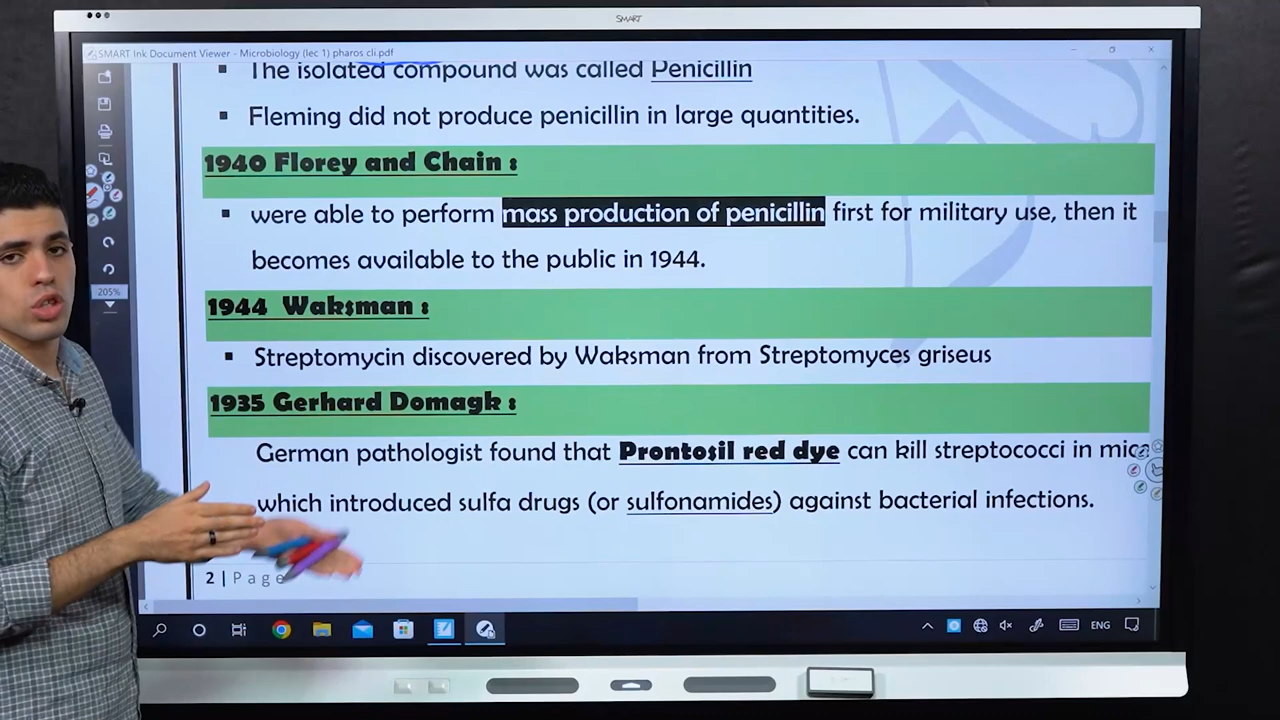 SMART
SMART Ink Document Viewer - Microbiology (lec 1) pharos cli.pdf
The isolated compound was called Penicillin
Fleming did not produce penicillin in large quantities.
1940 Florey and Chain :
were able to perform mass production of penicillin first for military use, then it
becomes available to the public in 1944.
1944 Waksman :
Streptomycin discovered by Waksman from Streptomyces griseus
1935 Gerhard Domagk :
German pathologist found that Prontosil red dye can kill streptococci in mica
which introduced sulfa drugs (or sulfonamides) against bacterial infections.
205%
2 | Page
ENG